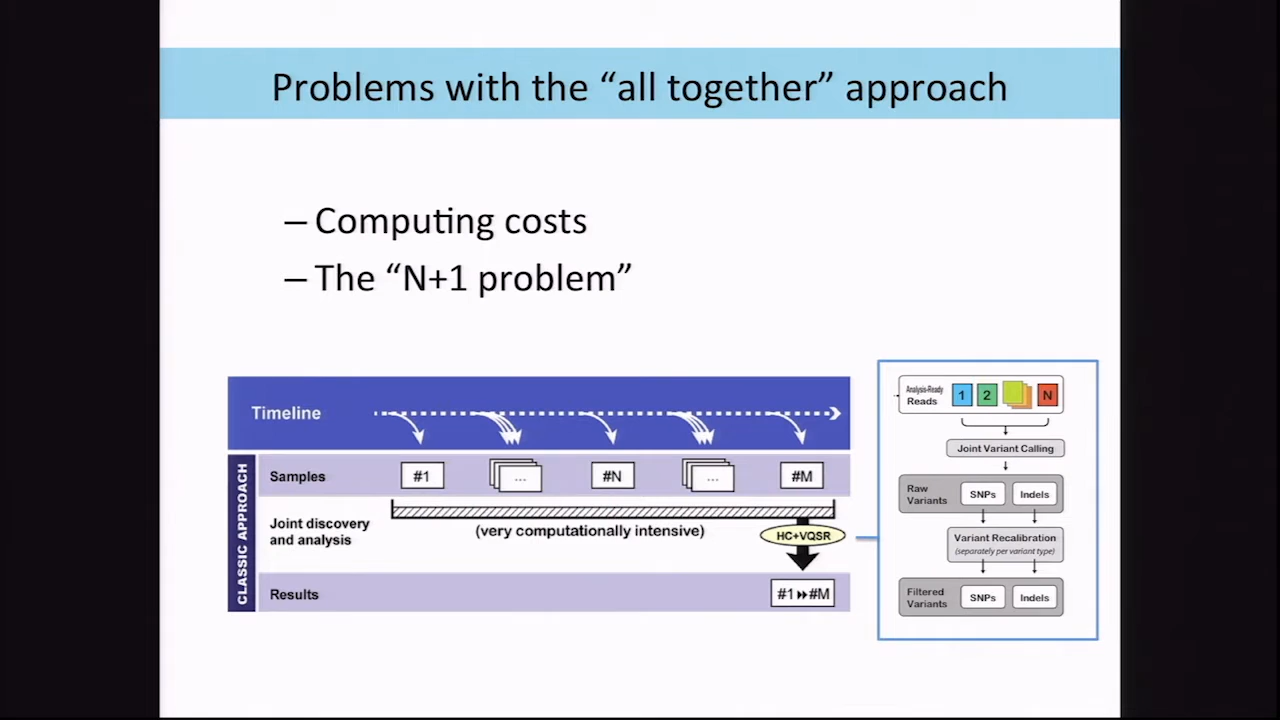 Problems with the “all together” approach
– Computing costs
– The “N+1 problem”
Timeline
CLASSIC APPROACH
Samples
#1
...
#N
...
#M
Joint discovery
and analysis
(very computationally intensive)
HC+VQSR
Results
#1 #M
Analysis-Ready
Reads
1
2
N
Joint Variant Calling
Raw
Variants
SNPs
Indels
Variant Recalibration
(separately per variant type)
Filtered
Variants
SNPs
Indels